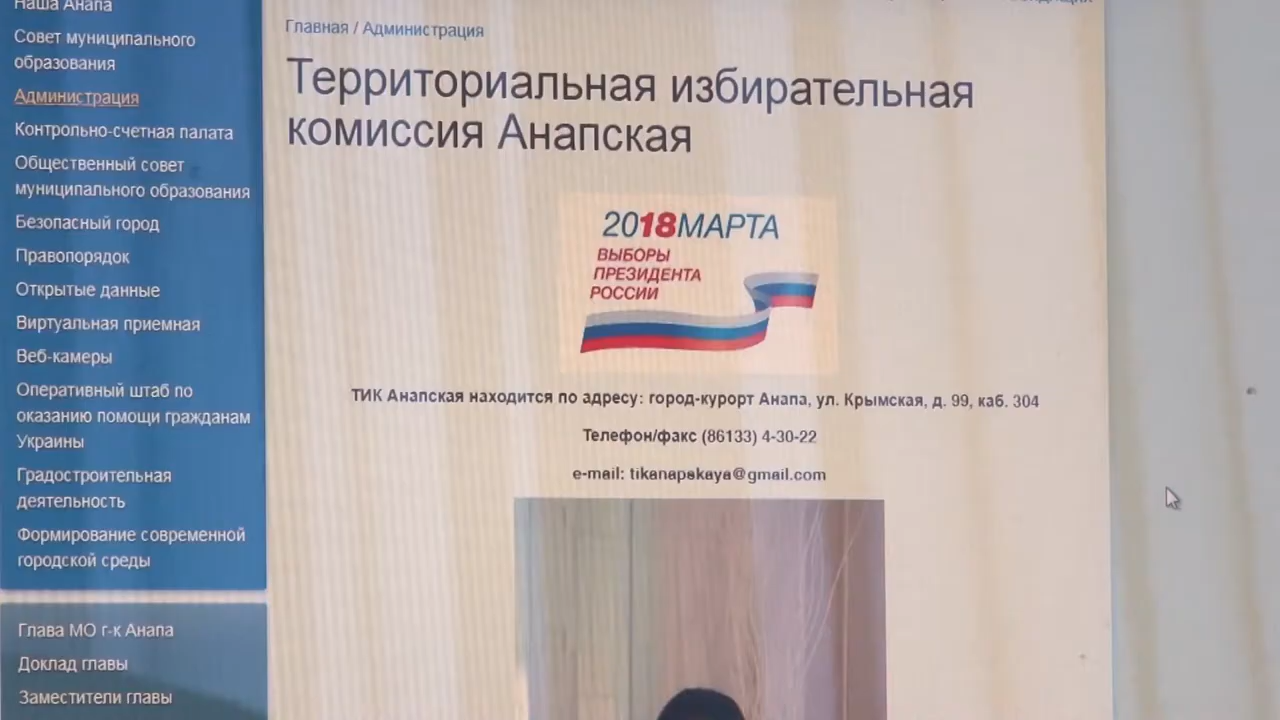 Наша Анапа
Совет муниципального
образования
Администрация
Контрольно-счетная палата
Общественный совет
муниципального образования
Безопасный город
Правопорядок
Открытые данные
Виртуальная приемная
Веб-камеры
Оперативный штаб по
оказанию помощи гражданам
Украины
Градостроительная
деятельность
Формирование современной
городской среды
Глава МО г-к Анапа
Доклад главы
Заместители главы
Главная / Администрация
Территориальная избирательная
комиссия Анапская
2018МАРТА
ВЫБОРЫ
ПРЕЗИДЕНТА
РОССИИ
ТИК Анапская находится по адресу: город-курорт Анапа, ул. Крымская, д. 99, каб. 304
Телефон/факс (86133) 4-30-22
e-mail: tikanapskaya@gmail.com